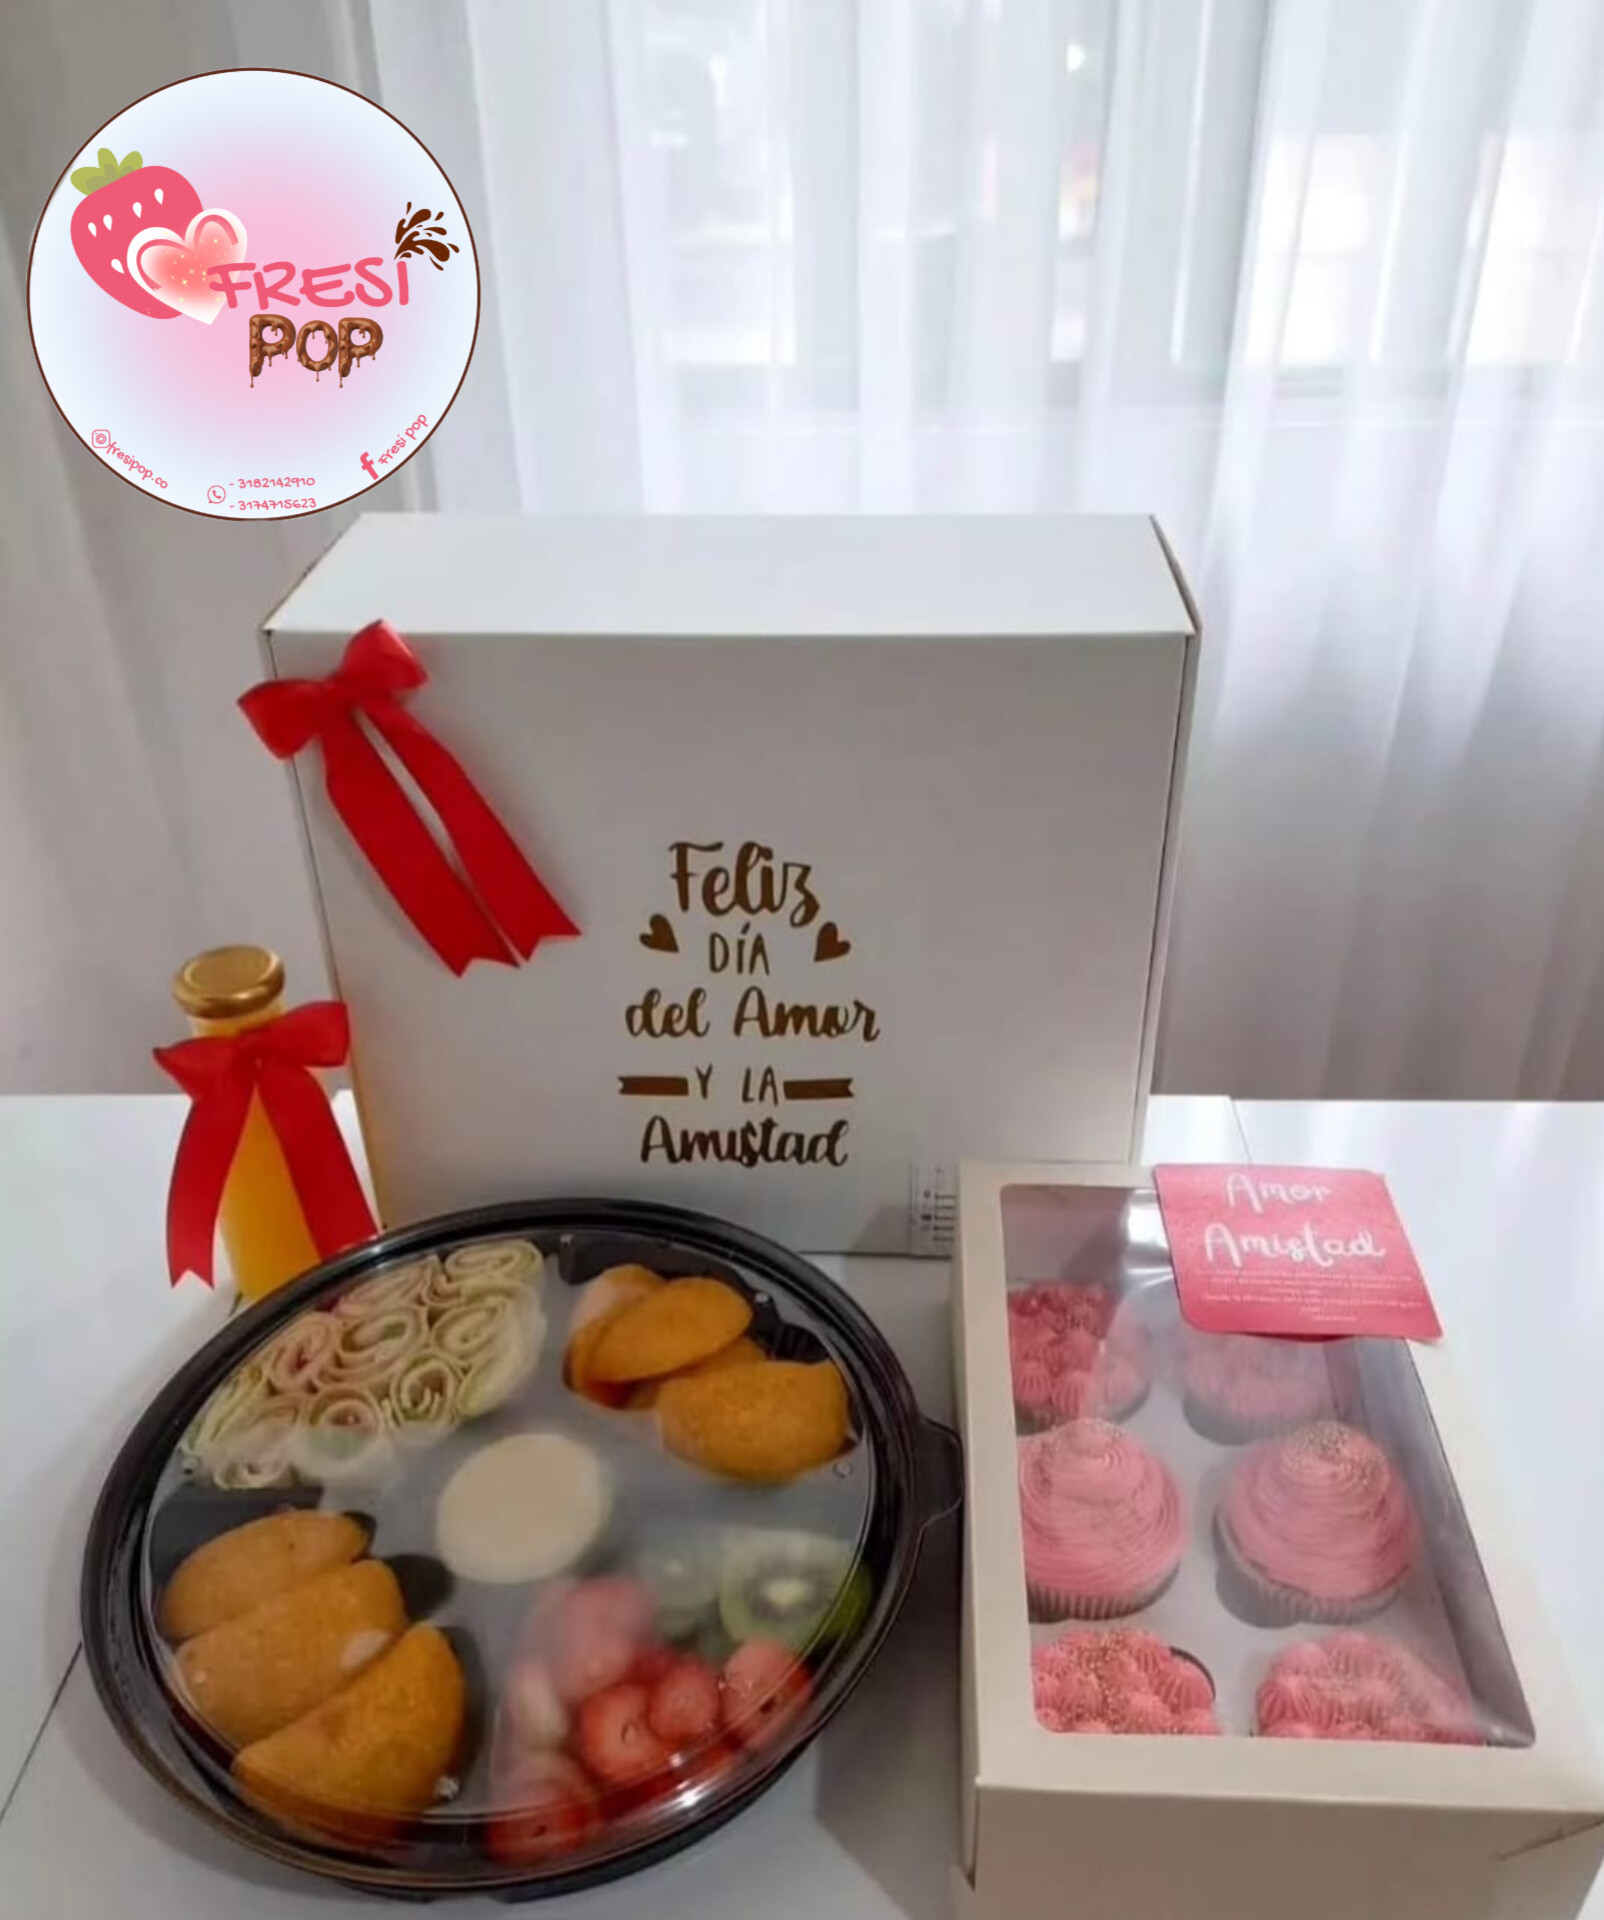 FRESI
POP
fresipop.co
- 3182142910
- 3174715623
Fresi pop
Feliz
DÍA
del Amor
Y LA
Amistad
Amor
Amistad